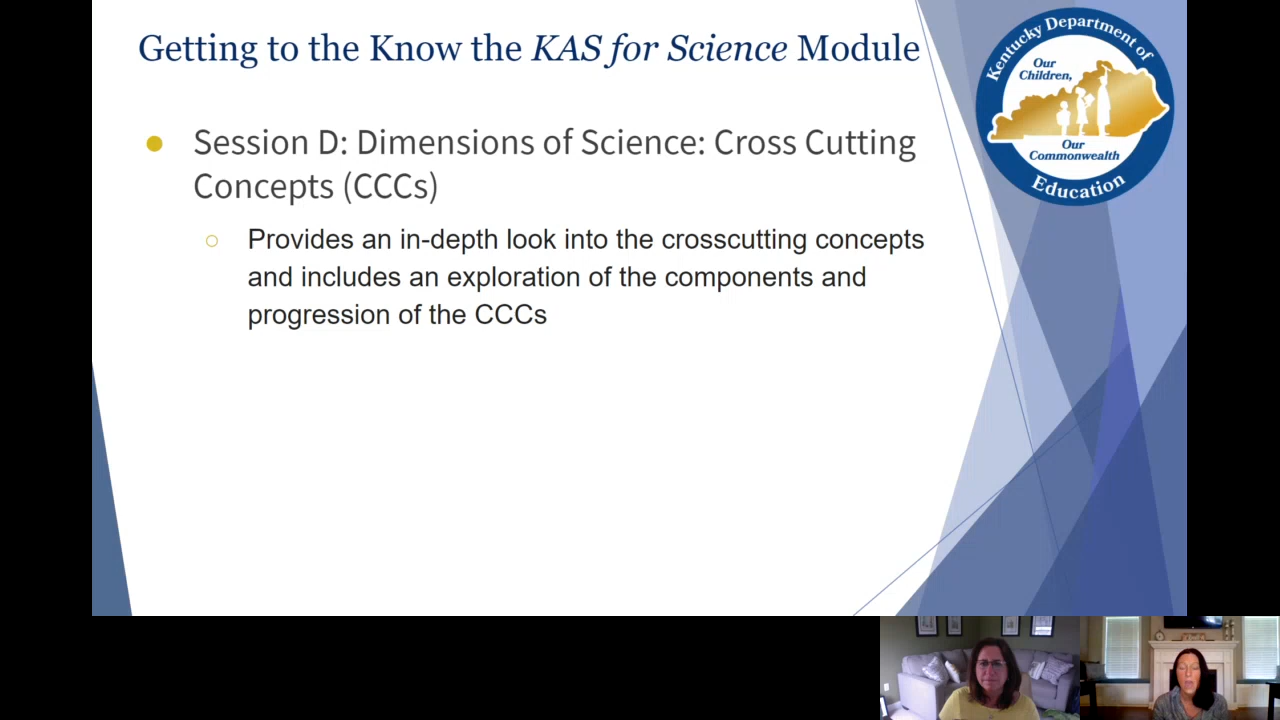 Getting to the Know the KAS for Science Module
Kentucky Department of
Education
Our
Children,
Our
Commonwealth
Session D: Dimensions of Science: Cross Cutting
Concepts (CCCs)
Provides an in-depth look into the crosscutting concepts
and includes an exploration of the components and
progression of the CCCs